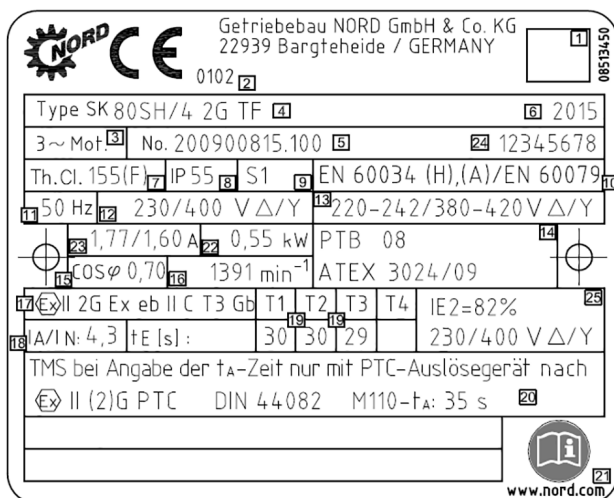 NORD CE Getriebebau NORD GmbH & Co. KG 1
22939 Bargteheide / GERMANY
08513450
0102 2
Type SK 80SH/4 2G TF 4 6 2015
3~ Mot. 3 No. 200900815.100 5 24 12345678
Th.Cl. 155(F) 7 IP55 8 S1 9 EN 60034 (H),(A)/EN 60079 10
11 50 Hz 12 230/400 V Δ/Y 13 220-242/380-420V Δ/Y
23 1,77/1,60 A 22 0,55 kW PTB 08 14
15 COSφ 0,70 16 1391 min⁻¹ ATEX 3024/09
17 Ex II 2G Ex eb II C T3 Gb T1 T2 T3 T4 IE2=82% 25
19 19
18 IA/IN: 4,3 tE [s] : 30 30 29 230/400 V Δ/Y
TMS bei Angabe der tA-Zeit nur mit PTC-Auslösegerät nach
Ex II (2)G PTC DIN 44082 M110-tA: 35 s 20
i
21
www.nord.com